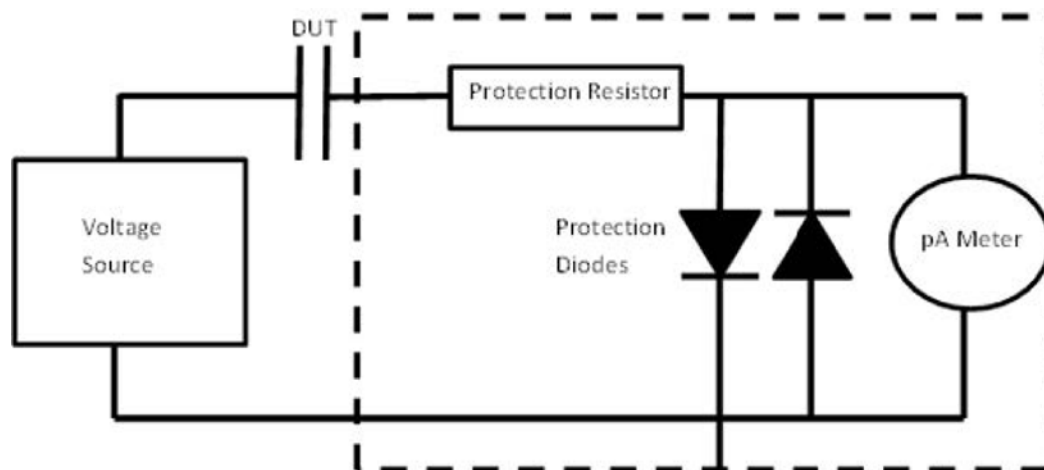 DUT
Protection Resistor
Voltage
Source
Protection
Diodes
pA Meter